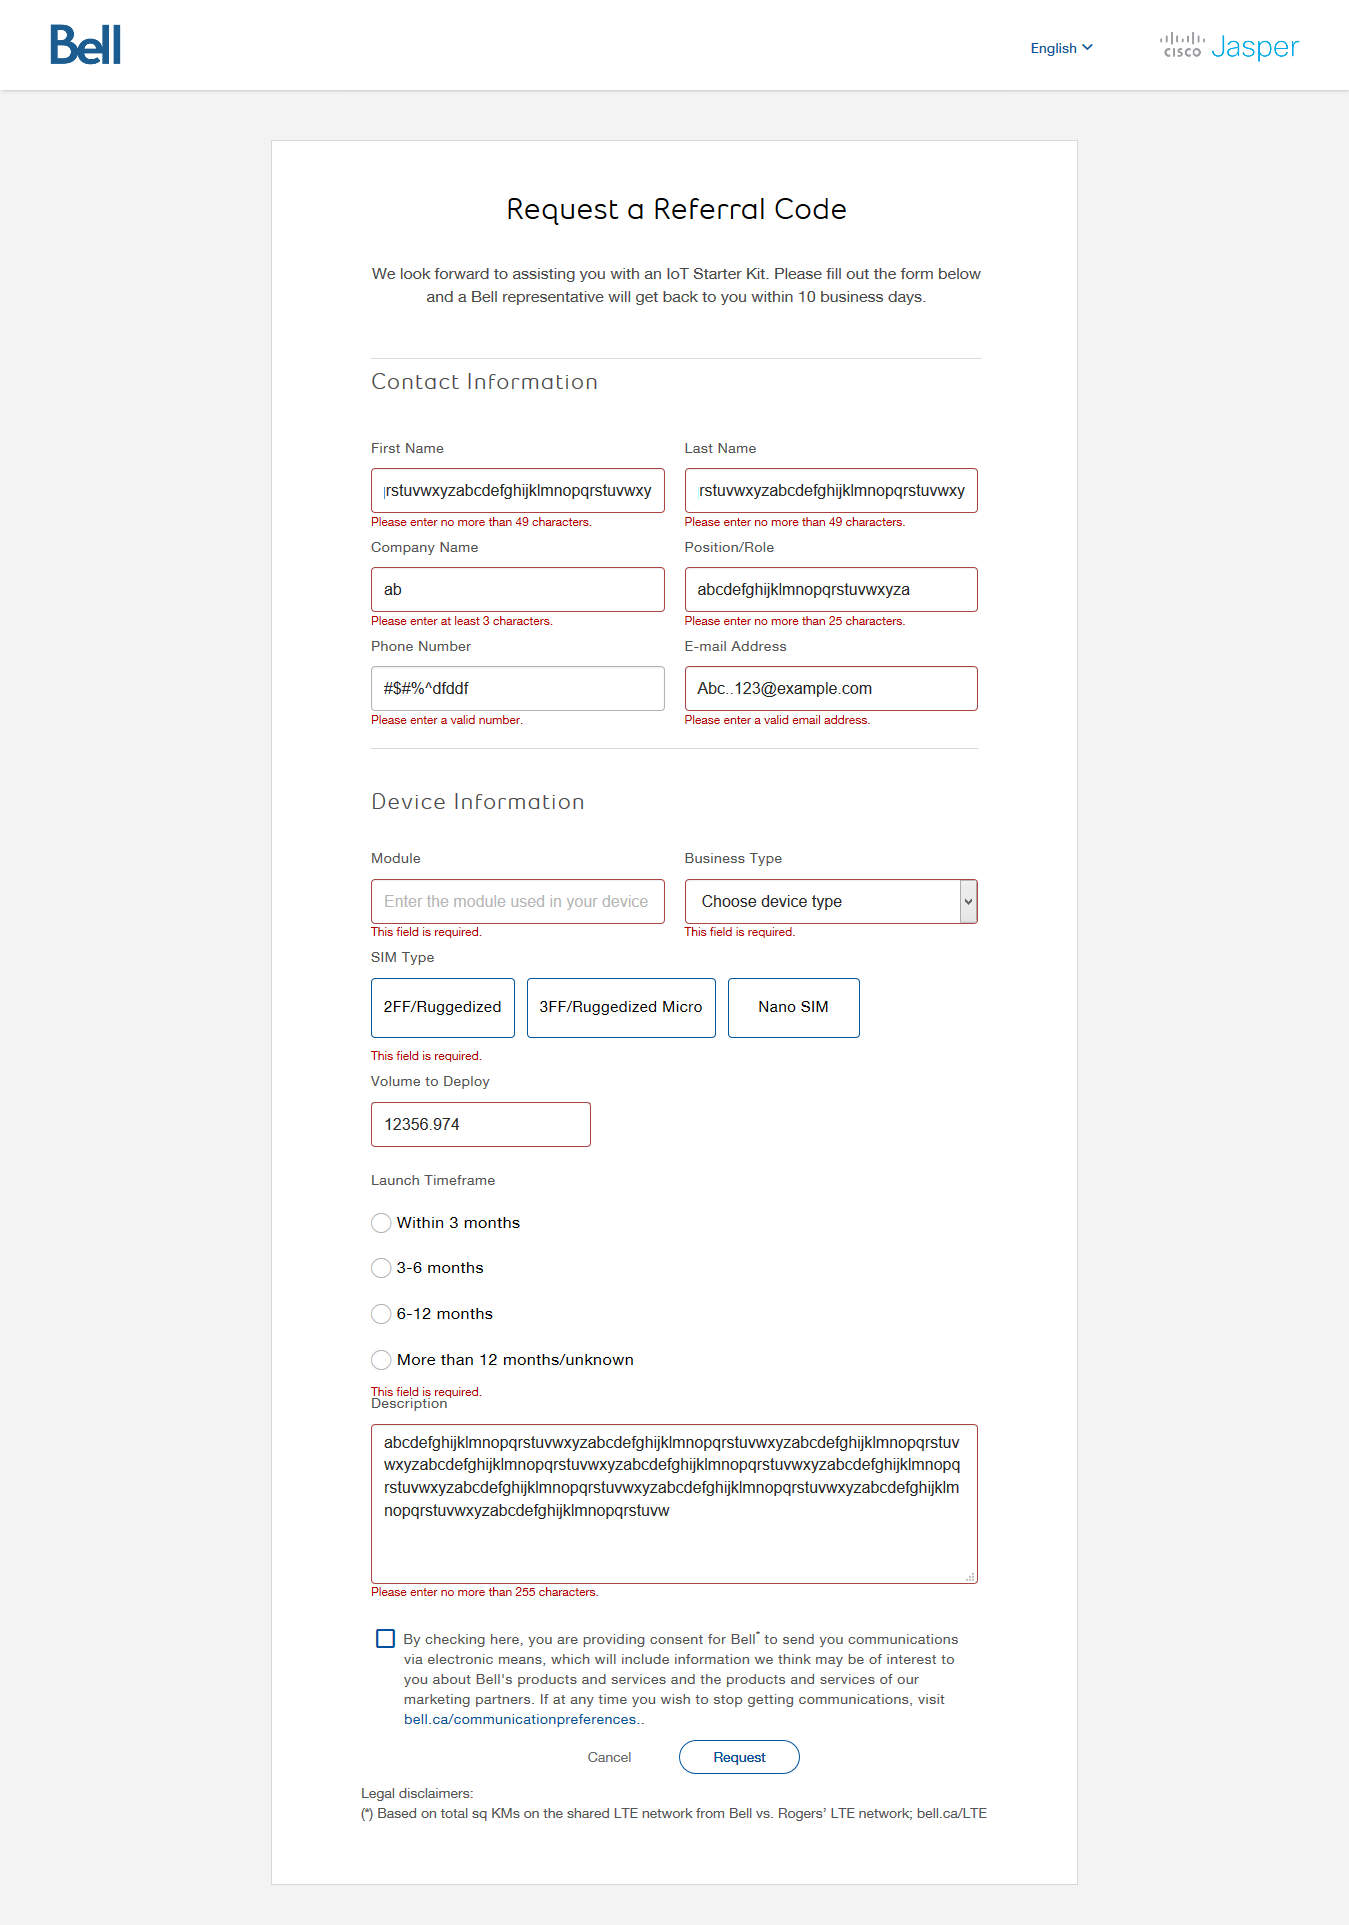 Bell
English
CISCO Jasper
Request a Referral Code
We look forward to assisting you with an IoT Starter Kit. Please fill out the form below
and a Bell representative will get back to you within 10 business days.
Contact Information
First Name
Last Name
rstuvwxyzabcdefghijklmnopqrstuvwxy
rstuvwxyzabcdefghijklmnopqrstuvwxy
Please enter no more than 49 characters.
Please enter no more than 49 characters.
Company Name
Position/Role
ab
abcdefghijklmnopqrstuvwxyza
Please enter at least 3 characters.
Please enter no more than 25 characters.
Phone Number
E-mail Address
#$#%^dfddf
Abc..123@example.com
Please enter a valid number.
Please enter a valid email address.
Device Information
Module
Business Type
Enter the module used in your device
Choose device type
This field is required.
This field is required.
SIM Type
2FF/Ruggedized
3FF/Ruggedized Micro
Nano SIM
This field is required.
Volume to Deploy
12356.974
Launch Timeframe
Within 3 months
3-6 months
6-12 months
More than 12 months/unknown
This field is required.
Description
abcdefghijklmnopqrstuvwxyzabcdefghijklmnopqrstuvwxyzabcdefghijklmnopqrstuv
wxyzabcdefghijklmnopqrstuvwxyzabcdefghijklmnopqrstuvwxyzabcdefghijklmnopq
rstuvwxyzabcdefghijklmnopqrstuvwxyzabcdefghijklmnopqrstuvwxyzabcdefghijklm
nopqrstuvwxyzabcdefghijklmnopqrstuvw
Please enter no more than 255 characters.
By checking here, you are providing consent for Bell* to send you communications
via electronic means, which will include information we think may be of interest to
you about Bell's products and services and the products and services of our
marketing partners. If at any time you wish to stop getting communications, visit
bell.ca/communicationpreferences..
Cancel
Request
Legal disclaimers:
(*) Based on total sq KMs on the shared LTE network from Bell vs. Rogers’ LTE network; bell.ca/LTE